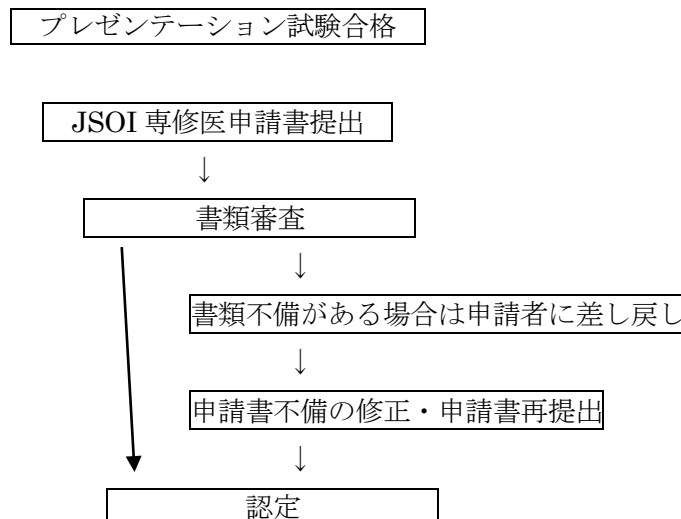 プレゼンテーション試験合格
JSOI 専修医申請書提出
↓
書類審査
↓
書類不備がある場合は申請者に差し戻し
↓
申請書不備の修正・申請書再提出
↓
認定